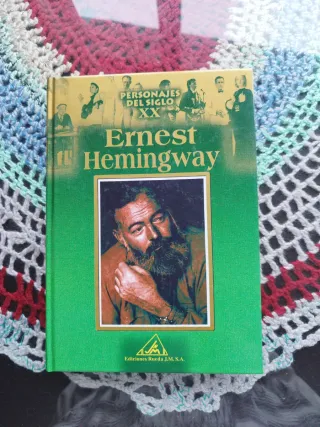 PERSONAJES
DEL SIGLO
XX
Ernest
Hemingway
Ediciones Rueda J.M.S.A.